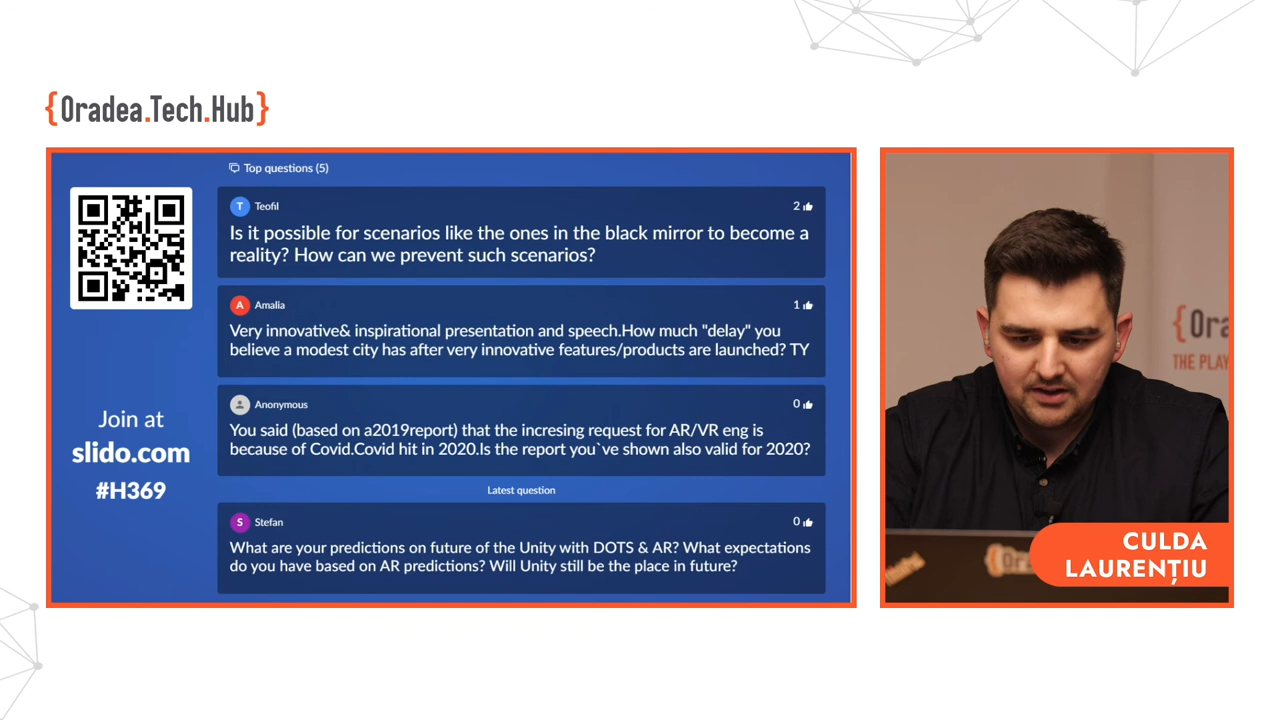 {Oradea.Tech.Hub}
Top questions (5)
T Teofil 2
Is it possible for scenarios like the ones in the black mirror to become a
reality? How can we prevent such scenarios?
A Amalia 1
Very innovative& inspirational presentation and speech.How much "delay" you
believe a modest city has after very innovative features/products are launched? TY
Anonymous 0
You said (based on a2019report) that the incresing request for AR/VR eng is
because of Covid.Covid hit in 2020.Is the report you`ve shown also valid for 2020?
Latest question
S Stefan 0
What are your predictions on future of the Unity with DOTS & AR? What expectations
do you have based on AR predictions? Will Unity still be the place in future?
Join at
slido.com
#H369
{Ora
THE PLAY
{Or
CULDA
LAURENȚIU